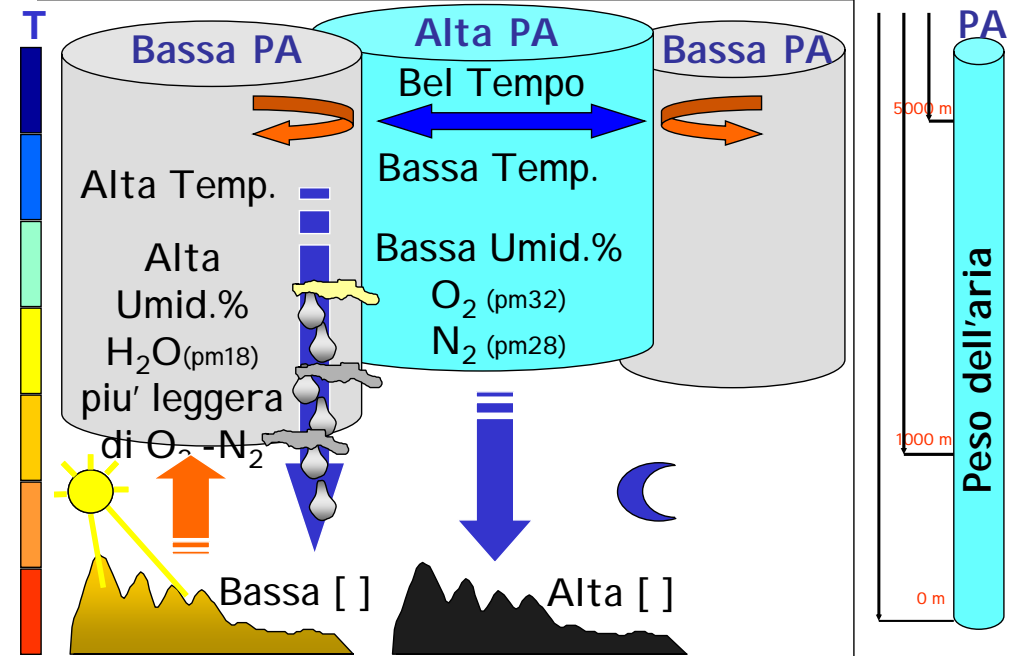 T
Bassa PA
Alta PA
Bassa PA
PA
Bel Tempo
5000 m
Alta Temp.
Bassa Temp.
Alta
Umid.%
H2O(pm18)
piu' leggera
di O2 -N2
Bassa Umid.%
O2 (pm32)
N2 (pm28)
Peso dell'aria
1000 m
Bassa [ ]
Alta [ ]
0 m